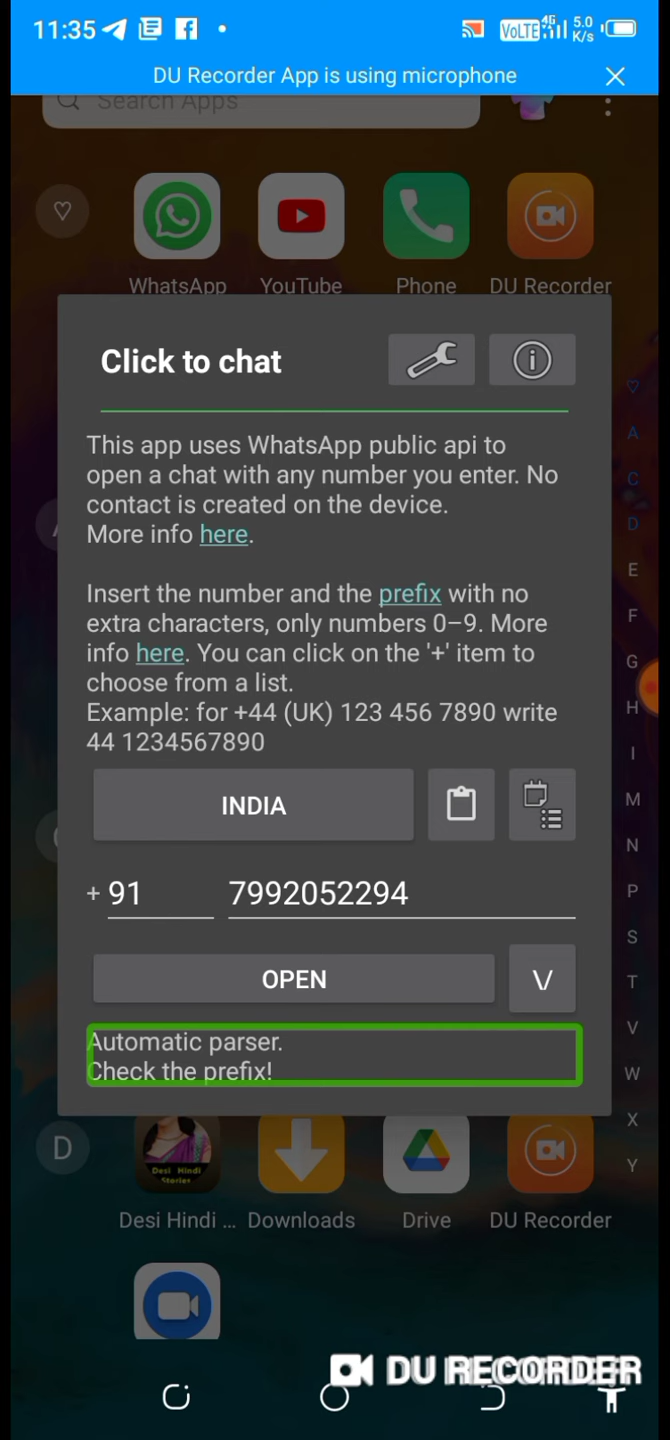 11:35
VoLTE 4G 5.0 K/s
DU Recorder App is using microphone
Search Apps
WhatsApp YouTube Phone DU Recorder
Click to chat
This app uses WhatsApp public api to
open a chat with any number you enter. No
contact is created on the device.
More info here.
Insert the number and the prefix with no
extra characters, only numbers 0–9. More
info here. You can click on the '+' item to
choose from a list.
Example: for +44 (UK) 123 456 7890 write
44 1234567890
INDIA
+ 91 7992052294
OPEN V
Automatic parser.
Check the prefix!
A
C
D
E
F
G
H
I
M
N
P
S
T
V
W
X
Y
D
Desi Hindi
Stories
Desi Hindi ... Downloads Drive DU Recorder
DU RECORDER